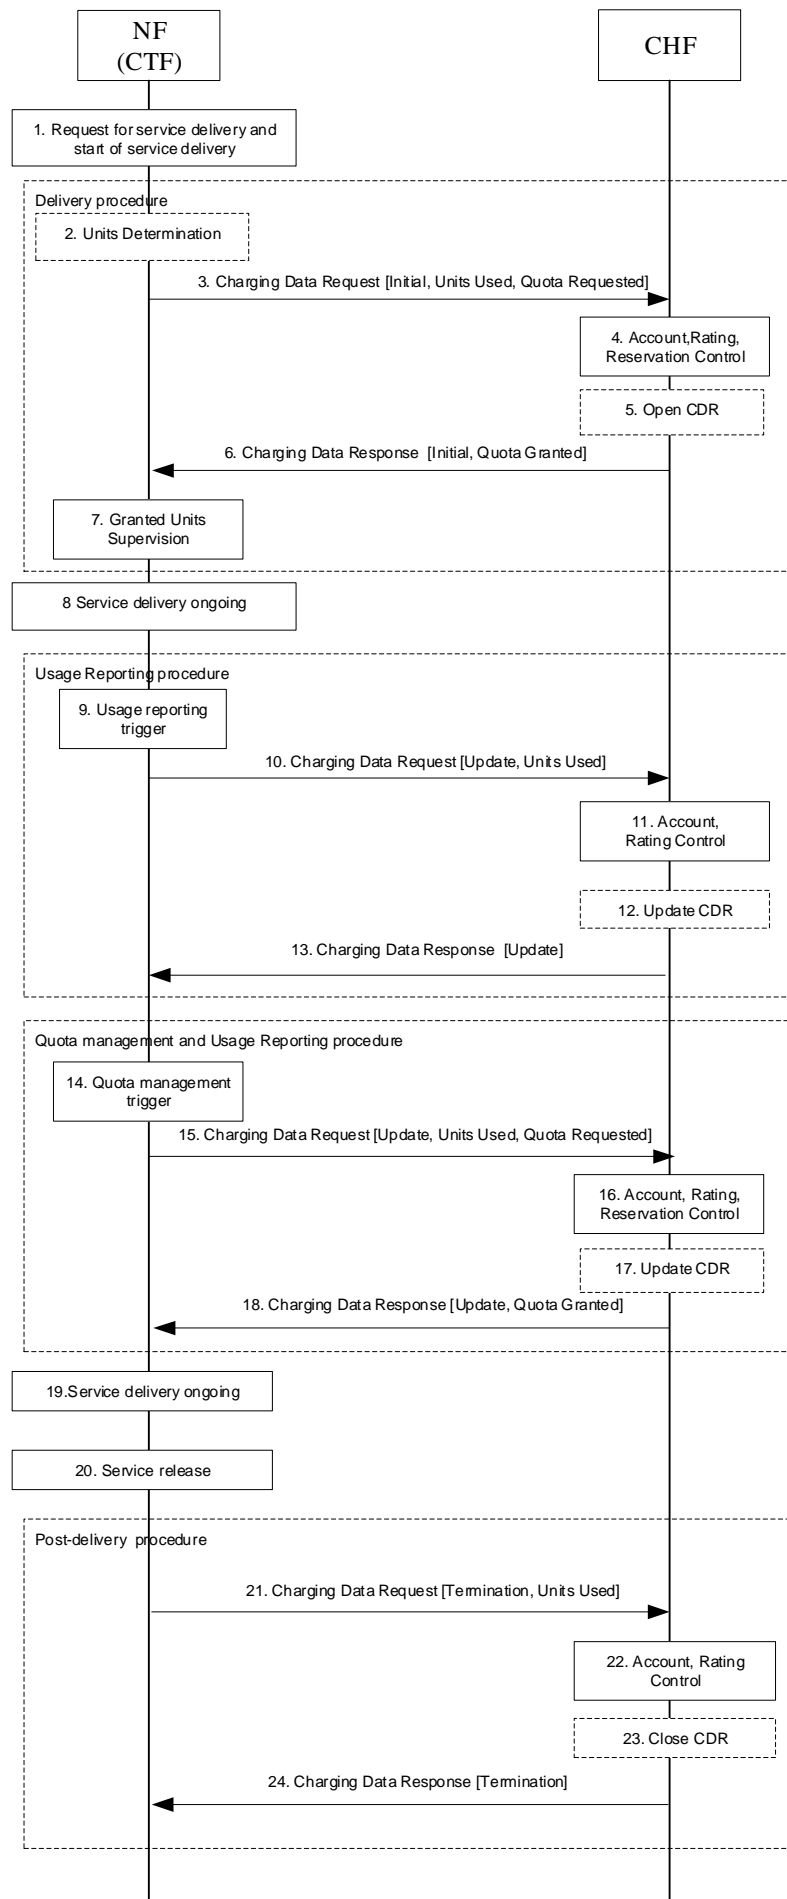 NF
(CTF)
CHF
1. Request for service delivery and
start of service delivery
Delivery procedure
2. Units Determination
3. Charging Data Request [Initial, Units Used, Quota Requested]
4. Account,Rating,
Reservation Control
5. Open CDR
6. Charging Data Response [Initial, Quota Granted]
7. Granted Units
Supervision
8 Service delivery ongoing
Usage Reporting procedure
9. Usage reporting
trigger
10. Charging Data Request [Update, Units Used]
11. Account,
Rating Control
12. Update CDR
13. Charging Data Response [Update]
Quota management and Usage Reporting procedure
14. Quota management
trigger
15. Charging Data Request [Update, Units Used, Quota Requested]
16. Account, Rating,
Reservation Control
17. Update CDR
18. Charging Data Response [Update, Quota Granted]
19.Service delivery ongoing
20. Service release
Post-delivery procedure
21. Charging Data Request [Termination, Units Used]
22. Account, Rating
Control
23. Close CDR
24. Charging Data Response [Termination]